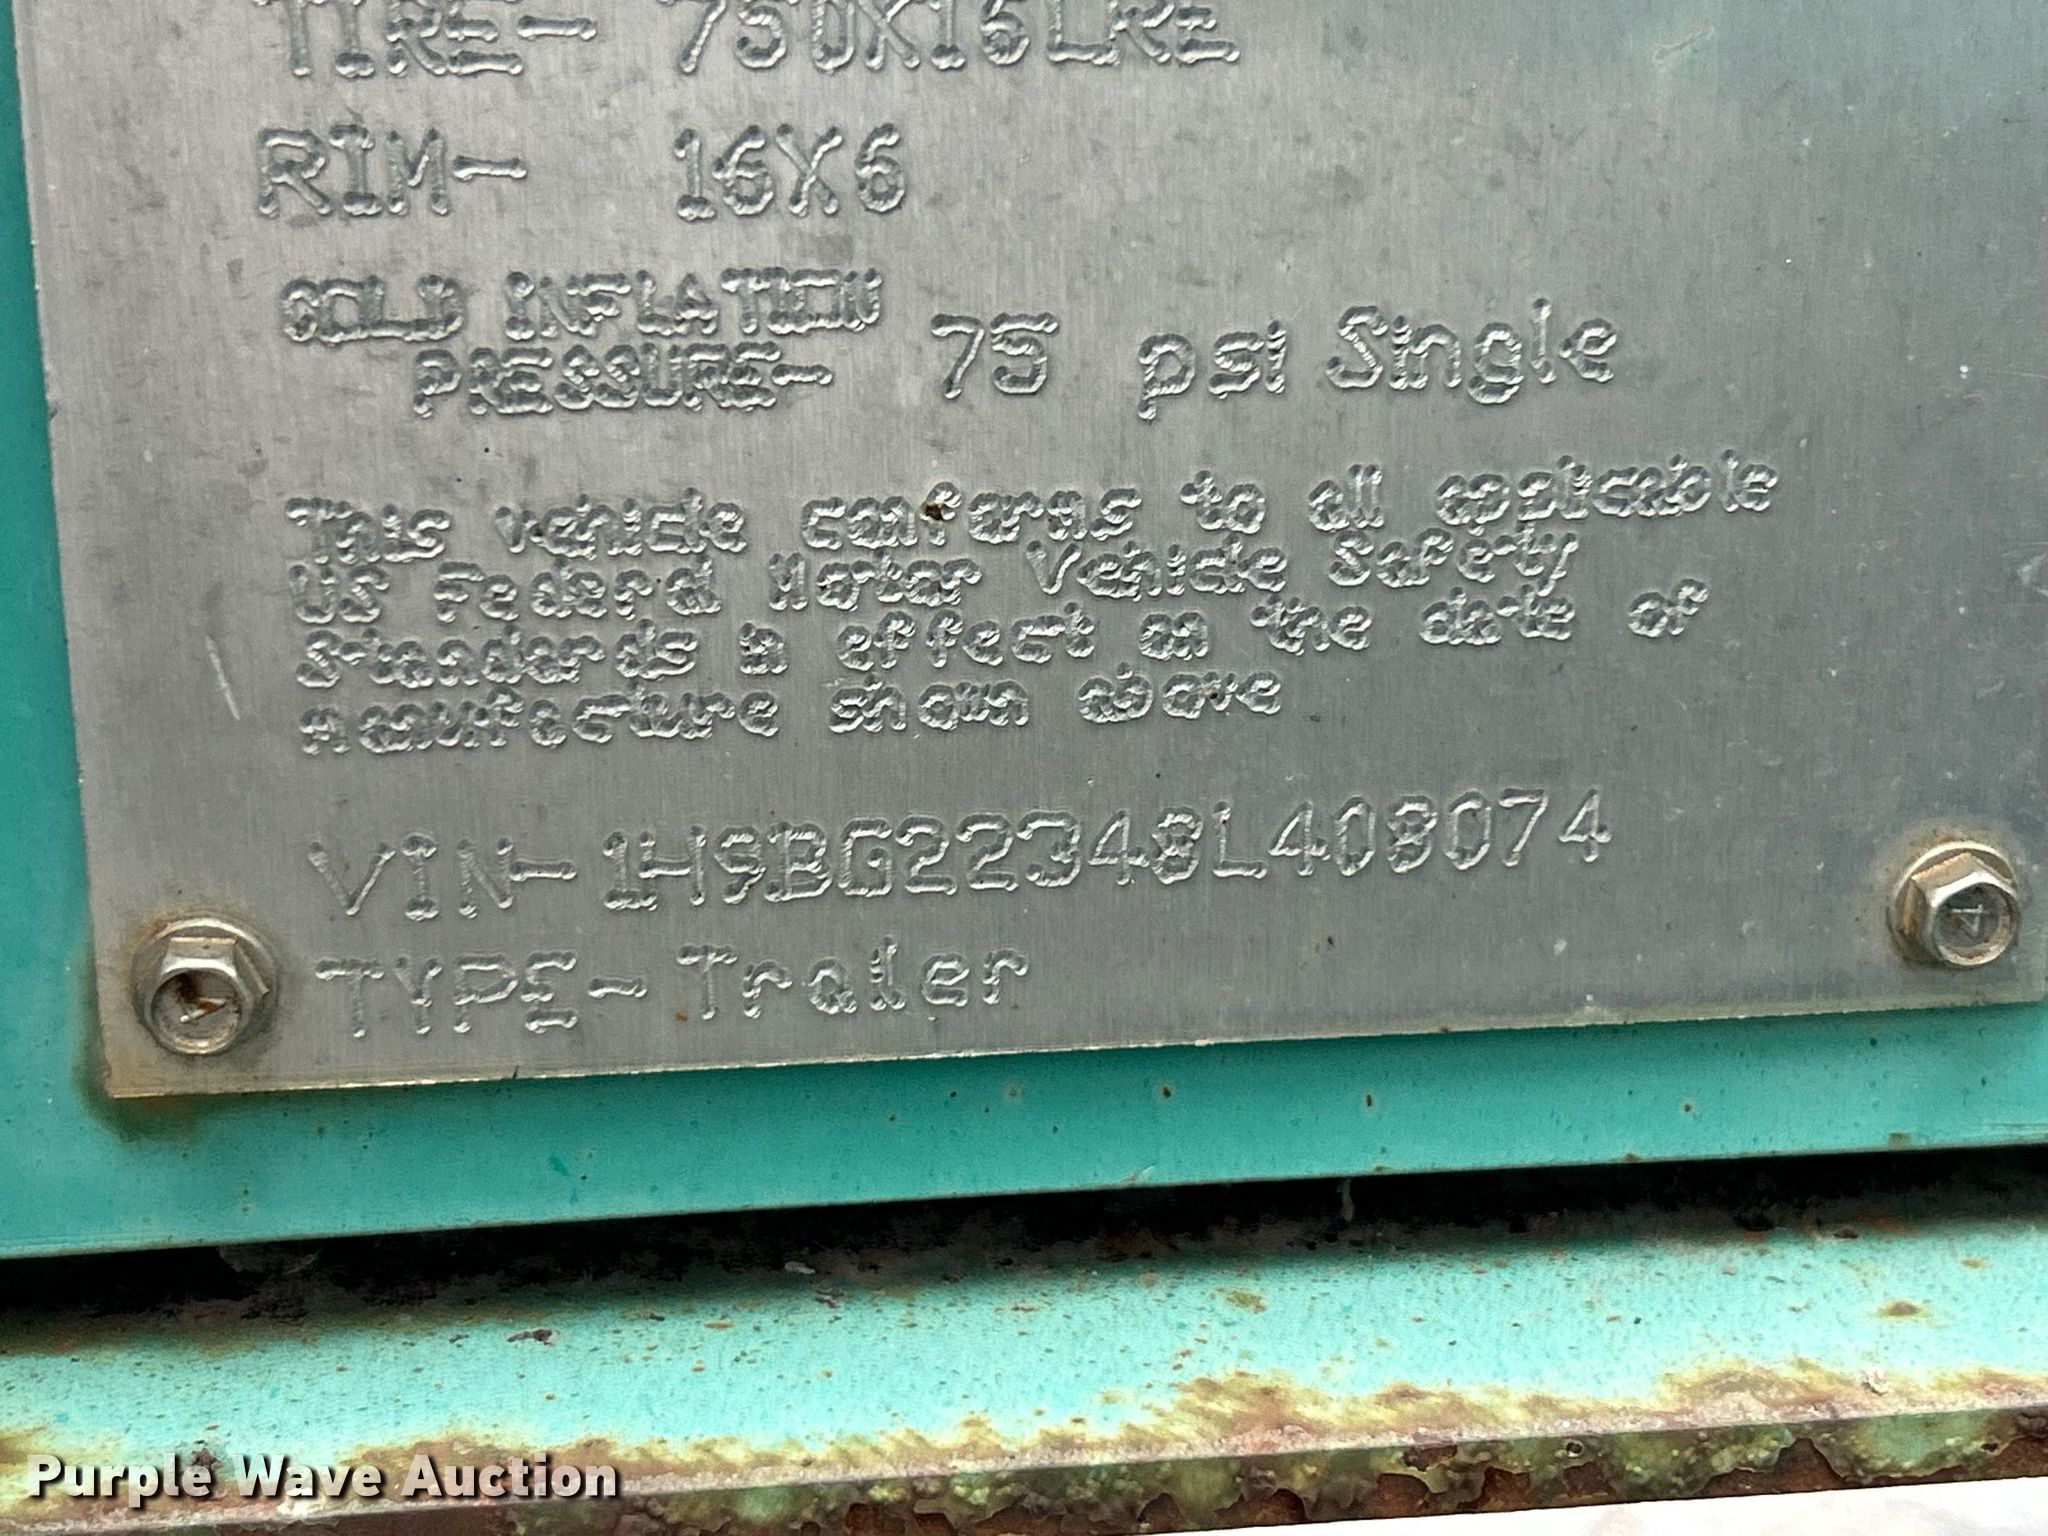 TIRE- 750X16LRE
RIM- 16X6
COLD INFLATION
PRESSURE- 75 psi Single
This vehicle conforms to all applicable
US Federal Motor Vehicle Safety
Standards in effect on the date of
manufacture shown above
VIN-1H9BG22348L408074
TYPE-Trailer
4
Purple Wave Auction